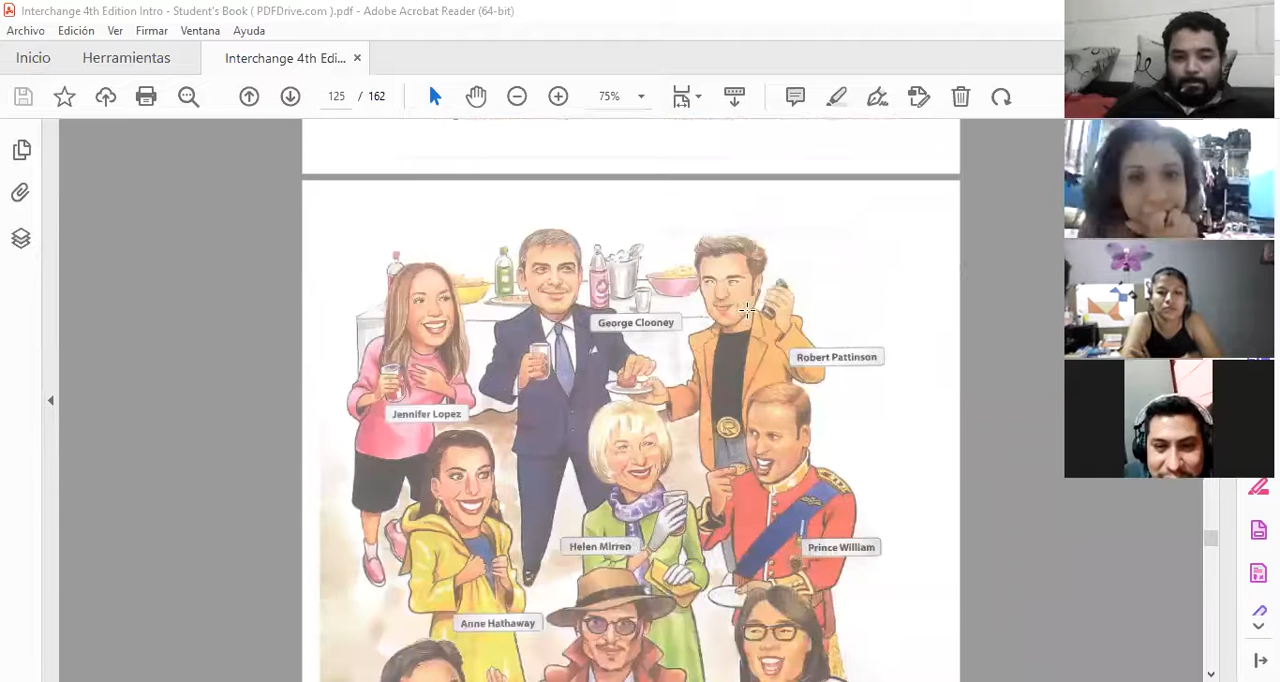 Interchange 4th Edition Intro - Student's Book ( PDFDrive.com ).pdf - Adobe Acrobat Reader (64-bit)
Archivo Edición Ver Firmar Ventana Ayuda
Inicio Herramientas Interchange 4th Edi... ×
125 / 162 75%
George Clooney
Robert Pattinson
Jennifer Lopez
Helen Mirren
Prince William
Anne Hathaway